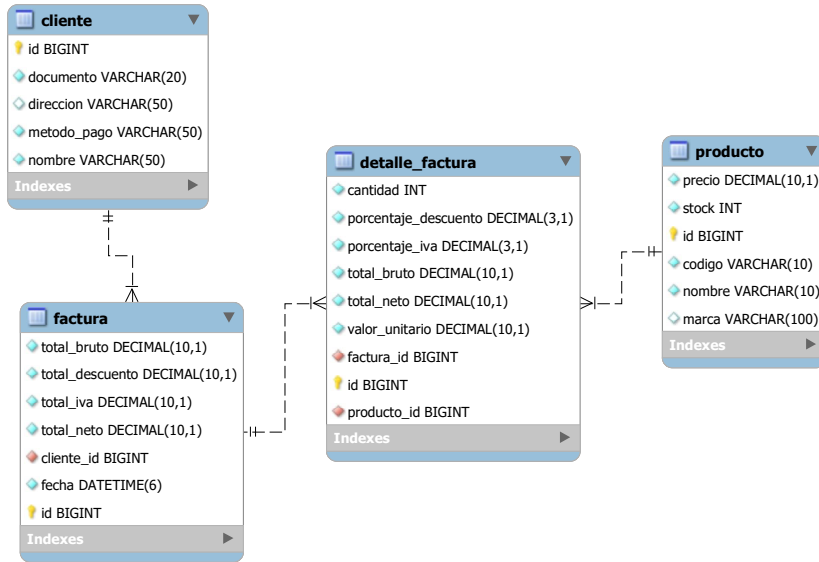 cliente
id BIGINT
documento VARCHAR(20)
direccion VARCHAR(50)
metodo_pago VARCHAR(50)
nombre VARCHAR(50)
Indexes
factura
total_bruto DECIMAL(10,1)
total_descuento DECIMAL(10,1)
total_iva DECIMAL(10,1)
total_neto DECIMAL(10,1)
cliente_id BIGINT
fecha DATETIME(6)
id BIGINT
Indexes
detalle_factura
cantidad INT
porcentaje_descuento DECIMAL(3,1)
porcentaje_iva DECIMAL(3,1)
total_bruto DECIMAL(10,1)
total_neto DECIMAL(10,1)
valor_unitario DECIMAL(10,1)
factura_id BIGINT
id BIGINT
producto_id BIGINT
Indexes
producto
precio DECIMAL(10,1)
stock INT
id BIGINT
codigo VARCHAR(10)
nombre VARCHAR(10)
marca VARCHAR(100)
Indexes